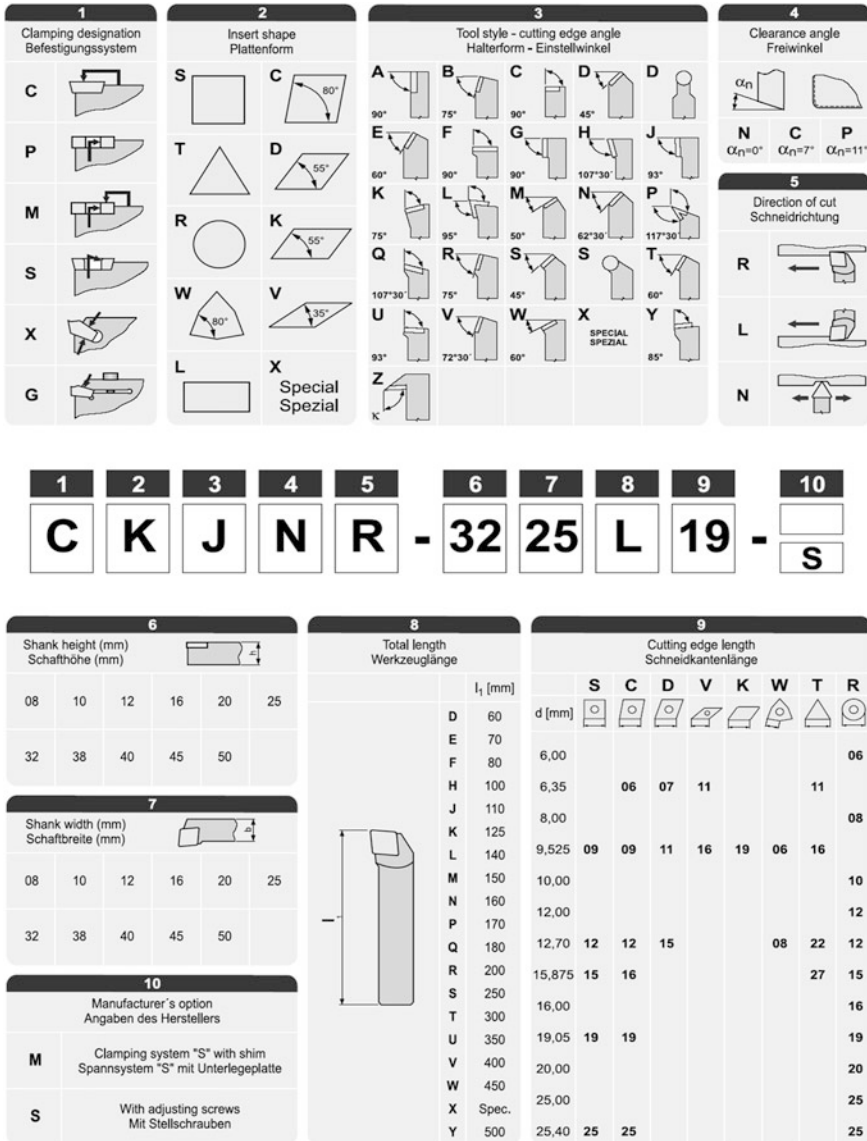 1
Clamping designation
Befestigungssystem
C
P
M
S
X
G
2
Insert shape
Plattenform
S
C 80°
T
D 55°
R
K 55°
W 80°
V 35°
L
X
Special
Spezial
3
Tool style - cutting edge angle
Halterform - Einstellwinkel
A B C D D
90° 75° 90° 45°
E F G H J
60° 90° 90° 107°30´ 93°
K L M N P
75° 95° 50° 62°30´ 117°30´
Q R S S T
107°30´ 75° 45° 60°
U V W X Y
SPECIAL
SPEZIAL
93° 72°30´ 60° 85°
Z
κ
4
Clearance angle
Freiwinkel
αn
N C P
αn=0° αn=7° αn=11°
5
Direction of cut
Schneidrichtung
R
L
N
1 2 3 4 5 6 7 8 9 10
C K J N R - 32 25 L 19 -
S
6
Shank height (mm)
Schafthöhe (mm)
h
08 10 12 16 20 25
32 38 40 45 50
7
Shank width (mm)
Schaftbreite (mm)
b
08 10 12 16 20 25
32 38 40 45 50
10
Manufacturer´s option
Angaben des Herstellers
M
Clamping system "S" with shim
Spannsystem "S" mit Unterlegeplatte
S
With adjusting screws
Mit Stellschrauben
8
Total length
Werkzeuglänge
l1 [mm]
D 60
E 70
F 80
H 100
J 110
K 125
L 140
M 150
N 160
P 170
Q 180
R 200
S 250
T 300
U 350
V 400
W 450
X Spec.
Y 500
l1
9
Cutting edge length
Schneidkantenlänge
S C D V K W T R
d [mm]
6,00 06
6,35 06 07 11 11
8,00 08
9,525 09 09 11 16 19 06 16
10,00 10
12,00 12
12,70 12 12 15 08 22 12
15,875 15 16 27 15
16,00 16
19,05 19 19 19
20,00 20
25,00 25
25,40 25 25 25